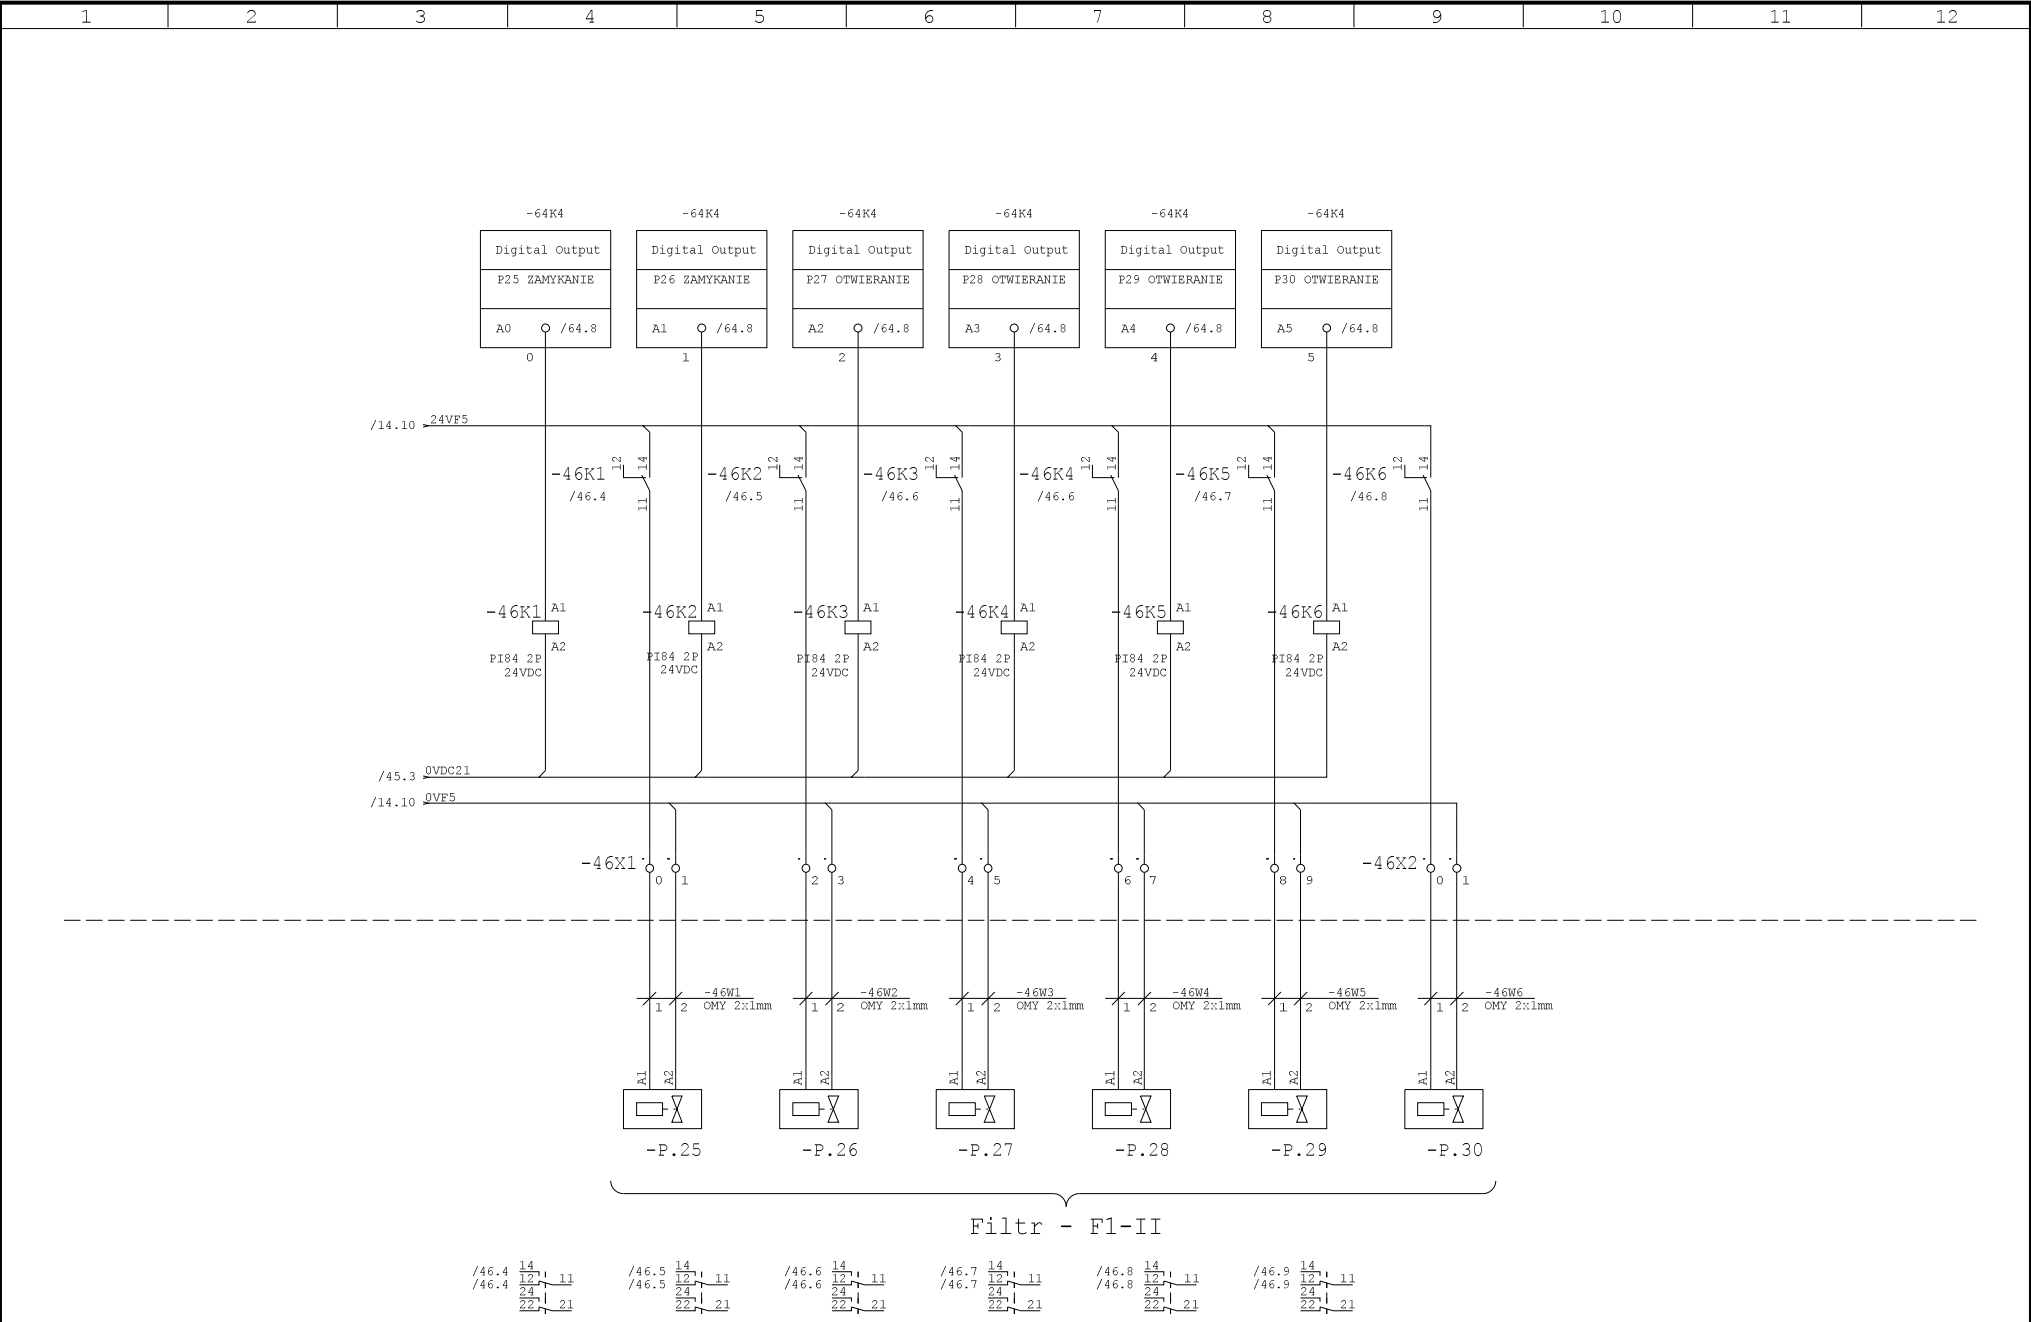 1 2 3 4 5 6 7 8 9 10 11 12
-64K4 -64K4 -64K4 -64K4 -64K4 -64K4
Digital Output Digital Output Digital Output Digital Output Digital Output Digital Output
P25 ZAMYKANIE P26 ZAMYKANIE P27 OTWIERANIE P28 OTWIERANIE P29 OTWIERANIE P30 OTWIERANIE
A0 /64.8 A1 /64.8 A2 /64.8 A3 /64.8 A4 /64.8 A5 /64.8
0 1 2 3 4 5
/14.10 24VF5
-46K1 12 14 -46K2 12 14 -46K3 12 14 -46K4 12 14 -46K5 12 14 -46K6 12 14
/46.4 11 /46.5 11 /46.6 11 /46.6 11 /46.7 11 /46.8 11
-46K1 A1 -46K2 A1 -46K3 A1 -46K4 A1 -46K5 A1 -46K6 A1
A2 A2 A2 A2 A2 A2
PI84 2P PI84 2P PI84 2P PI84 2P PI84 2P PI84 2P
24VDC 24VDC 24VDC 24VDC 24VDC 24VDC
/45.3 0VDC21
/14.10 0VF5
-46X1 -46X2
0 1 2 3 4 5 6 7 8 9 0 1
-46W1 -46W2 -46W3 -46W4 -46W5 -46W6
1 2 OMY 2x1mm 1 2 OMY 2x1mm 1 2 OMY 2x1mm 1 2 OMY 2x1mm 1 2 OMY 2x1mm 1 2 OMY 2x1mm
A1 A2 A1 A2 A1 A2 A1 A2 A1 A2 A1 A2
-P.25 -P.26 -P.27 -P.28 -P.29 -P.30
Filtr - F1-II
/46.4 14 /46.5 14 /46.6 14 /46.7 14 /46.8 14 /46.9 14
/46.4 12 11 /46.5 12 11 /46.6 12 11 /46.7 12 11 /46.8 12 11 /46.9 12 11
24 24 24 24 24 24
22 21 22 21 22 21 22 21 22 21 22 21